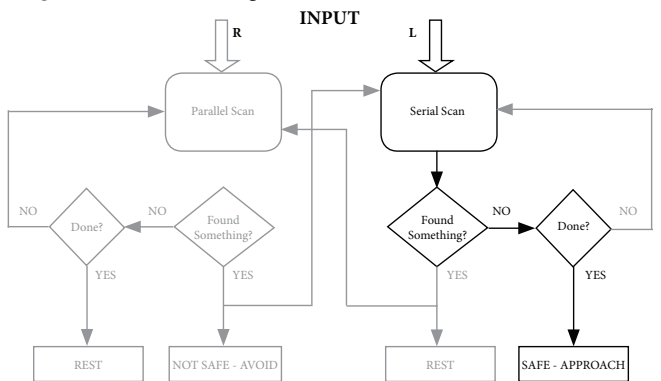 INPUT
R
L
Parallel Scan
Serial Scan
NO
Done?
NO
Found
Something?
Found
Something?
NO
Done?
NO
YES
YES
YES
YES
REST
NOT SAFE - AVOID
REST
SAFE - APPROACH